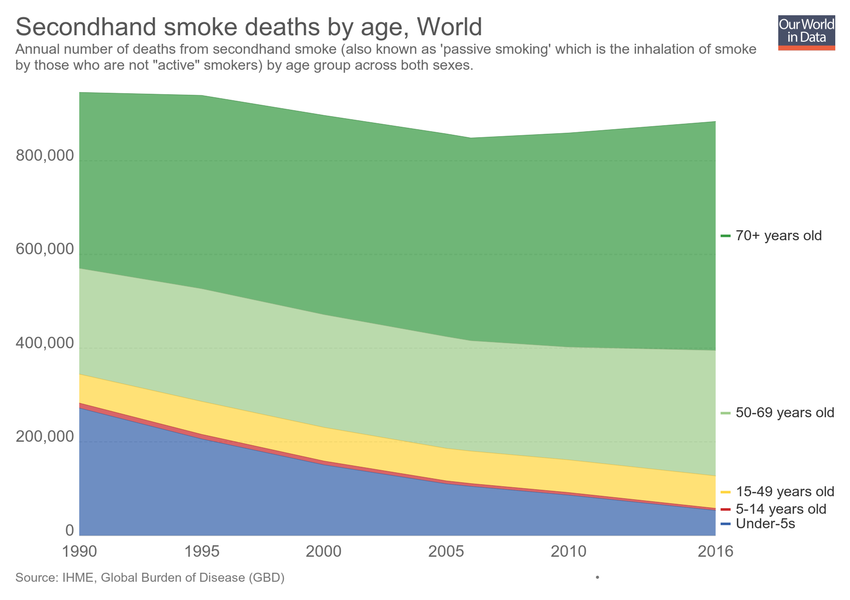 Secondhand smoke deaths by age, World
Our World
in Data
Annual number of deaths from secondhand smoke (also known as 'passive smoking' which is the inhalation of smoke
by those who are not "active" smokers) by age group across both sexes.
800,000
600,000
400,000
200,000
0
70+ years old
50-69 years old
15-49 years old
5-14 years old
Under-5s
1990 1995 2000 2005 2010 2016
Source: IHME, Global Burden of Disease (GBD)